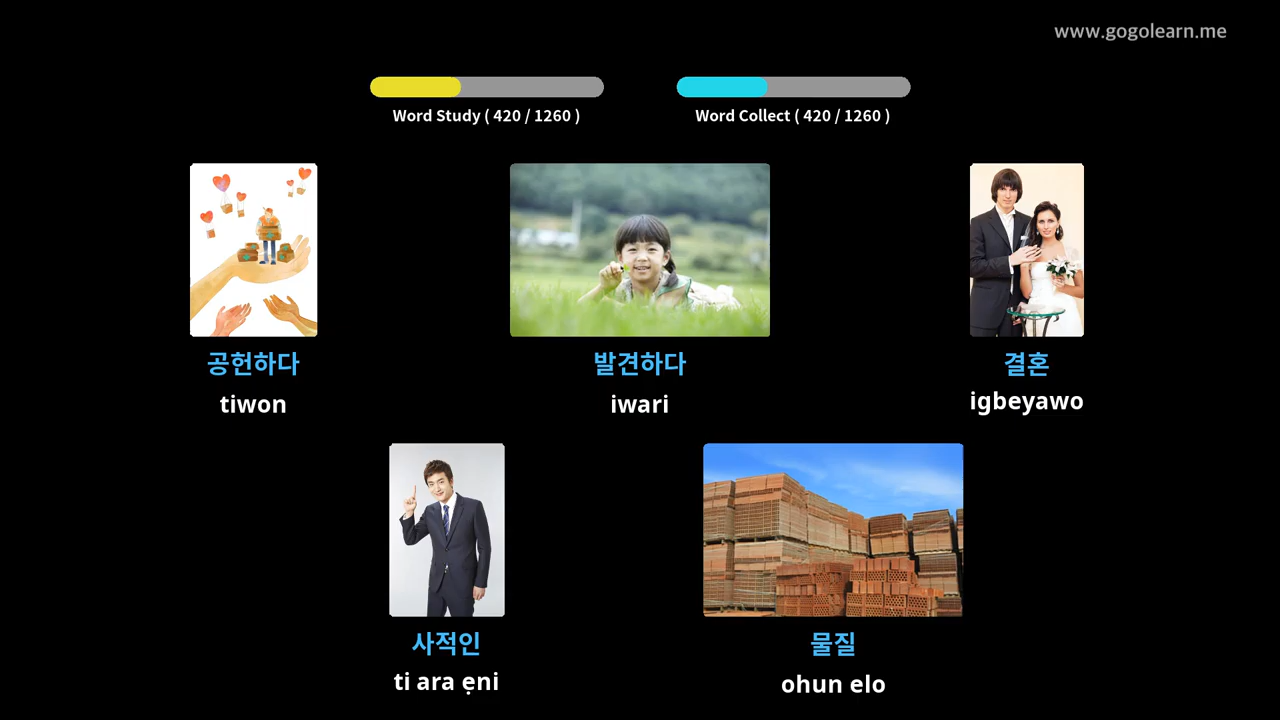 www.gogolearn.me
Word Study ( 420 / 1260 )
Word Collect ( 420 / 1260 )
공헌하다
tiwon
발견하다
iwari
결혼
igbeyawo
사적인
ti ara ẹni
물질
ohun elo